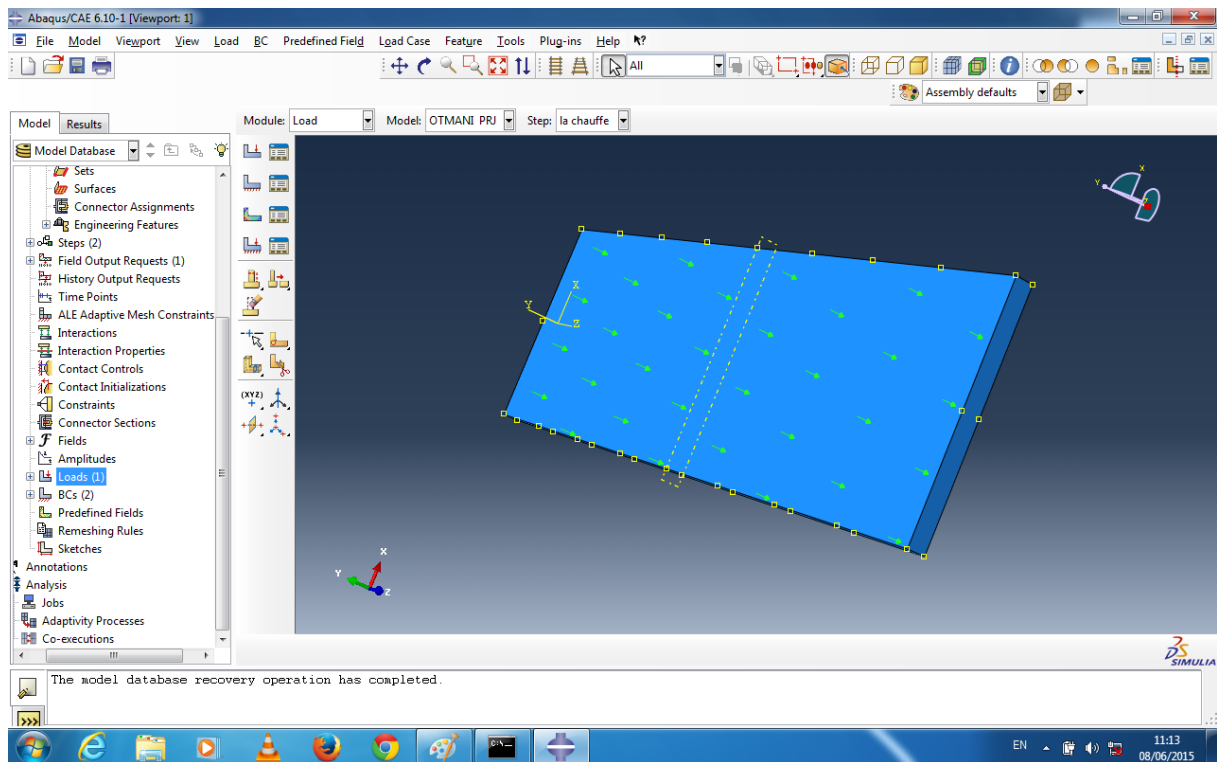 Abaqus/CAE 6.10-1 [Viewport: 1]
File Model Viewport View Load BC Predefined Field Load Case Feature Tools Plug-ins Help ?
All
Assembly defaults
Model Results
Module: Load Model: OTMANI PRJ Step: la chauffe
Model Database
Sets
Surfaces
Connector Assignments
Engineering Features
Steps (2)
Field Output Requests (1)
History Output Requests
Time Points
ALE Adaptive Mesh Constraints
Interactions
Interaction Properties
Contact Controls
Contact Initializations
Constraints
Connector Sections
Fields
Amplitudes
Loads (1)
BCs (2)
Predefined Fields
Remeshing Rules
Sketches
Annotations
Analysis
Jobs
Adaptivity Processes
Co-executions
(XYZ)
X
Y
X
Y
Z
X
Y
Z
SIMULIA
The model database recovery operation has completed.
>>>
C:\_
EN
11:13
08/06/2015